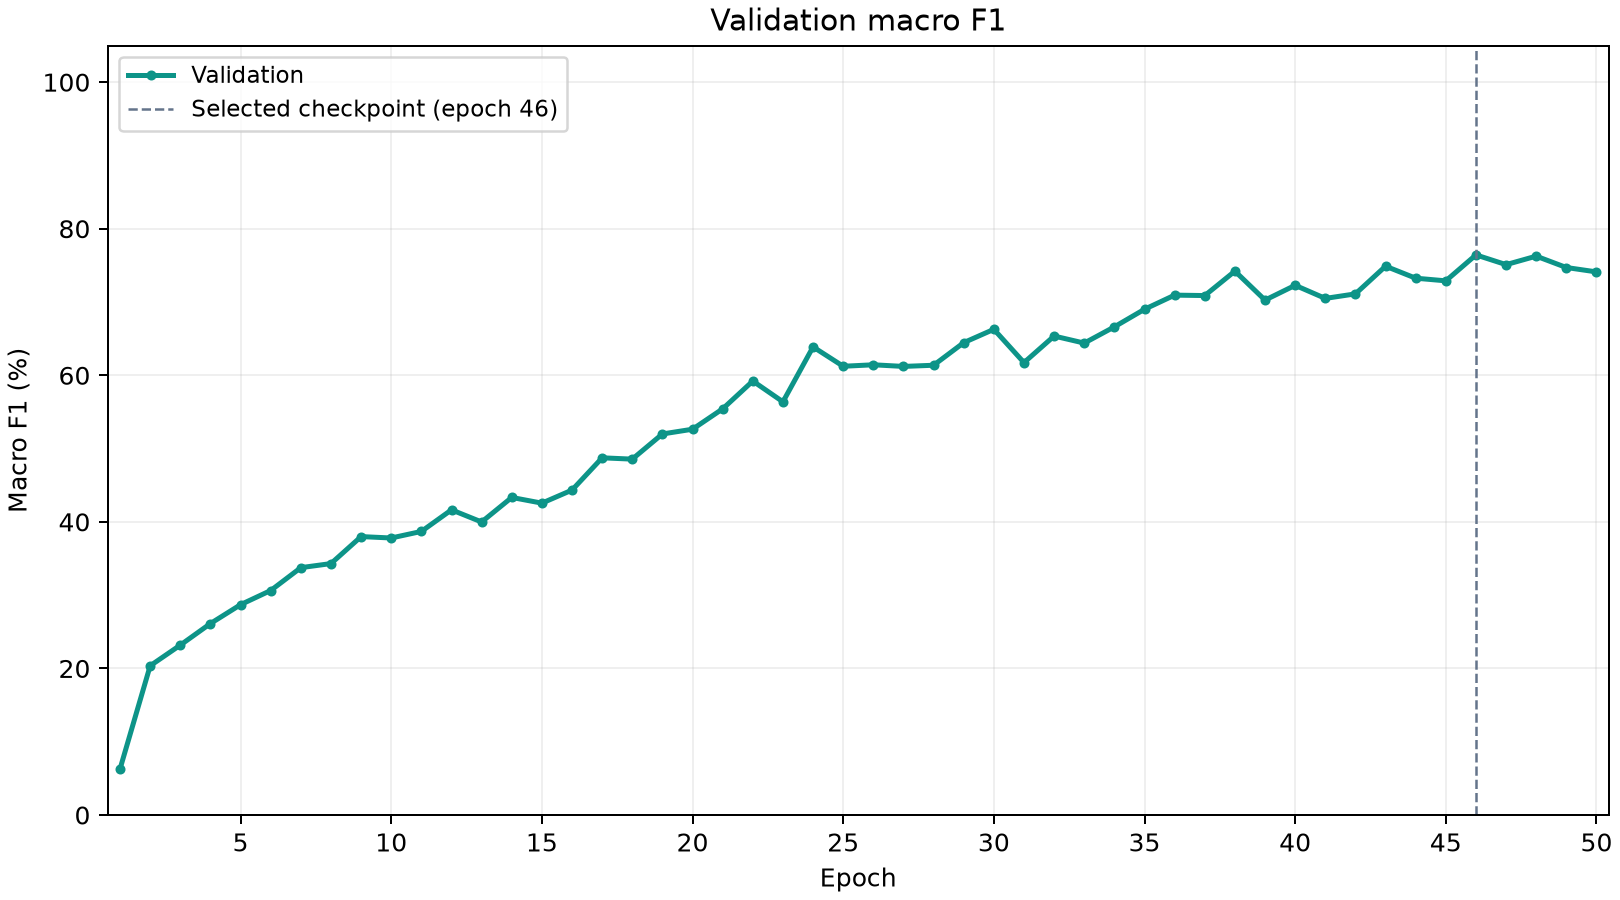 Validation macro F1
Validation
Selected checkpoint (epoch 46)
Macro F1 (%)
100
80
60
40
20
0
5 10 15 20 25 30 35 40 45 50
Epoch